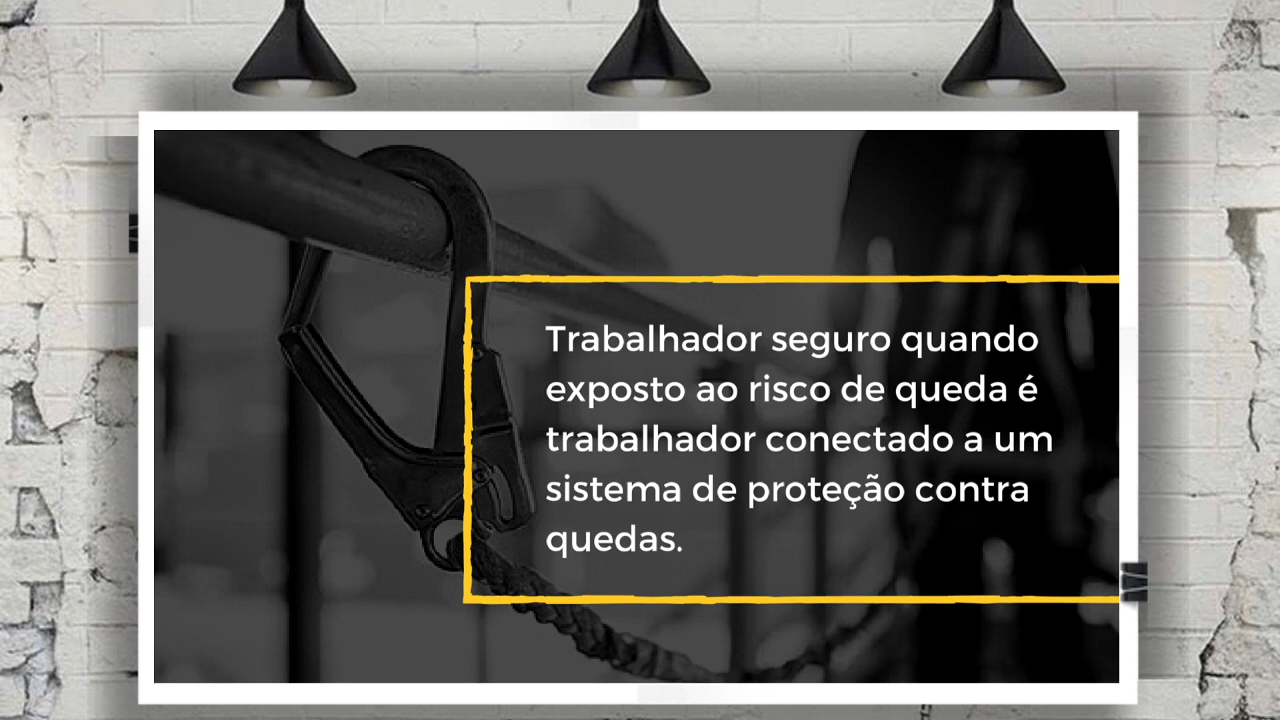 Trabalhador seguro quando
exposto ao risco de queda é
trabalhador conectado a um
sistema de proteção contra
quedas.